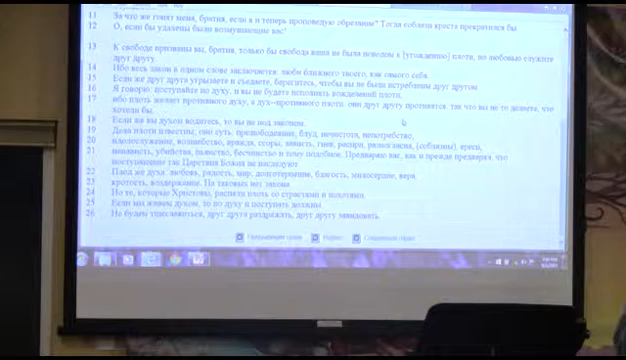 11 За что же гонят меня, братия, если я и теперь проповедую обрезание? Тогда соблазн креста прекратился бы.
12 О, если бы удалены были возмущающие вас!
13 К свободе призваны вы, братия, только бы свобода ваша не была поводом к [угождению] плоти, но любовью служите
друг другу.
14 Ибо весь закон в одном слове заключается: люби ближнего твоего, как самого себя.
15 Если же друг друга угрызаете и съедаете, берегитесь, чтобы вы не были истреблены друг другом.
16 Я говорю: поступайте по духу, и вы не будете исполнять вожделений плоти,
17 ибо плоть желает противного духу, а дух--противного плоти: они друг другу противятся, так что вы не то делаете, что
хотели бы.
18 Если же вы духом водитесь, то вы не под законом.
19 Дела плоти известны; они суть: прелюбодеяние, блуд, нечистота, непотребство,
20 идолослужение, волшебство, вражда, ссоры, зависть, гнев, распри, разногласия, (соблазны), ереси,
21 ненависть, убийства, пьянство, бесчинство и тому подобное. Предваряю вас, как и прежде предварял, что
поступающие так Царствия Божия не наследуют.
22 Плод же духа: любовь, радость, мир, долготерпение, благость, милосердие, вера,
23 кротость, воздержание. На таковых нет закона.
24 Но те, которые Христовы, распяли плоть со страстями и похотями.
25 Если мы живем духом, то по духу и поступать должны.
26 Не будем тщеславиться, друг друга раздражать, друг другу завидовать.